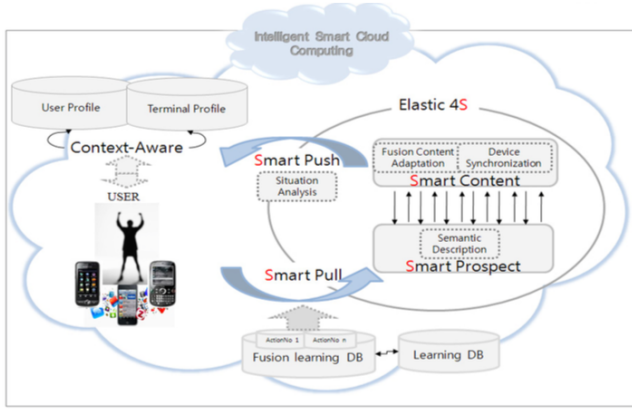 Intelligent Smart Cloud
Computing
User Profile
Terminal Profile
Context-Aware
USER
Elastic 4S
Smart Push
Situation
Analysis
Fusion Content
Adaptation
Device
Synchronization
Smart Content
Semantic
Description
Smart Prospect
Smart Pull
ActionNo 1
ActionNo n
Fusion learning DB
Learning DB